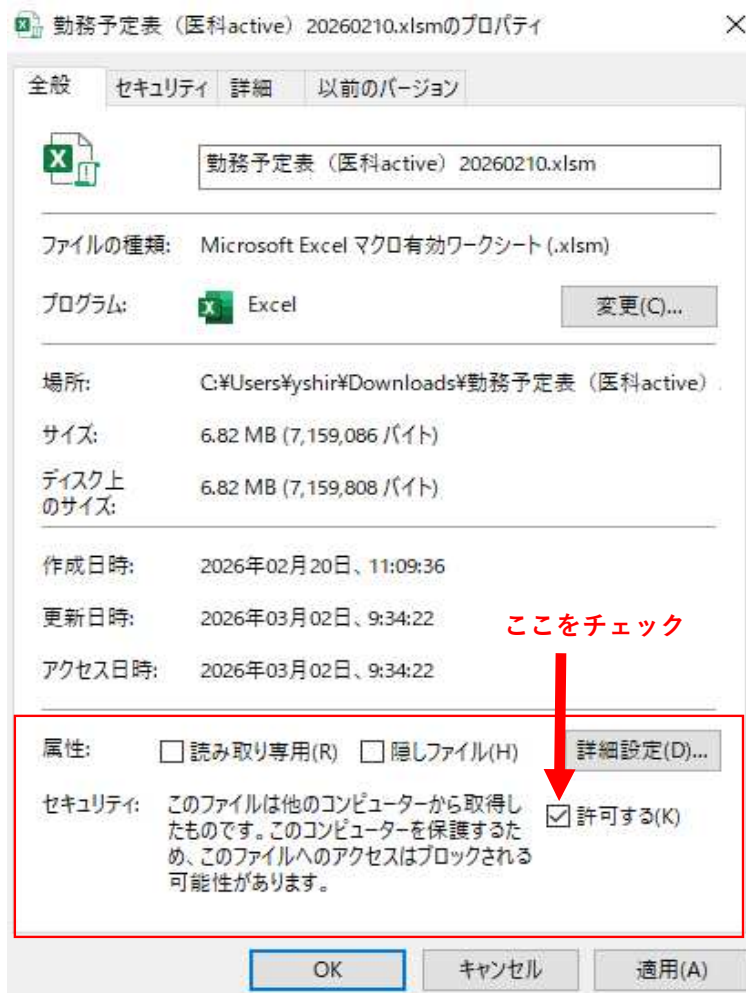 勤務予定表（医科active）20260210.xlsmのプロパティ
全般 セキュリティ 詳細 以前のバージョン
勤務予定表（医科active）20260210.xlsm
ファイルの種類: Microsoft Excel マクロ有効ワークシート (.xlsm)
プログラム: Excel 変更(C)...
場所: C:¥Users¥yshir¥Downloads¥勤務予定表（医科active）
サイズ: 6.82 MB (7,159,086 バイト)
ディスク上
のサイズ: 6.82 MB (7,159,808 バイト)
作成日時: 2026年02月20日、11:09:36
更新日時: 2026年03月02日、9:34:22
ここをチェック
アクセス日時: 2026年03月02日、9:34:22
属性: 読み取り専用(R) 隠しファイル(H) 詳細設定(D)...
セキュリティ: このファイルは他のコンピューターから取得し
たものです。このコンピューターを保護するた
め、このファイルへのアクセスはブロックされる
可能性があります。
許可する(K)
OK キャンセル 適用(A)